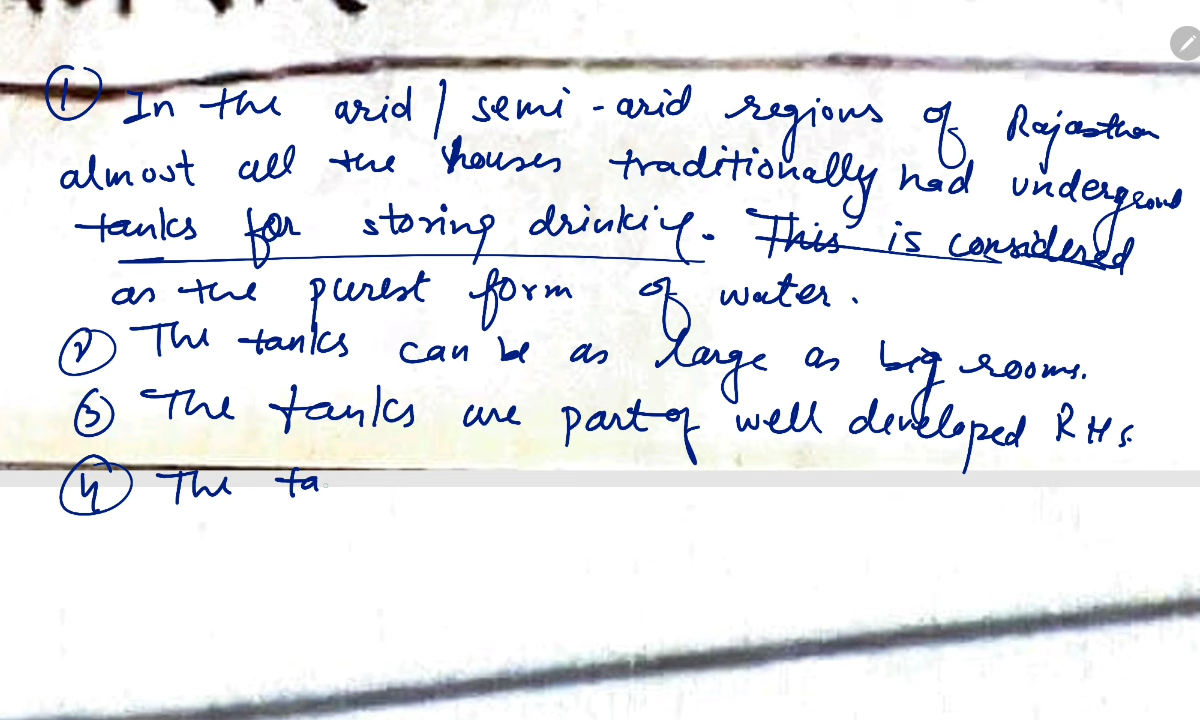 ① In the arid / semi-arid regions of Rajasthan
almost all the houses traditionally had underground
tanks for storing drinking. This is considered
as the purest form of water.
② The tanks can be as large as big rooms.
③ The tanks are part of well developed RHS.
④ The ta